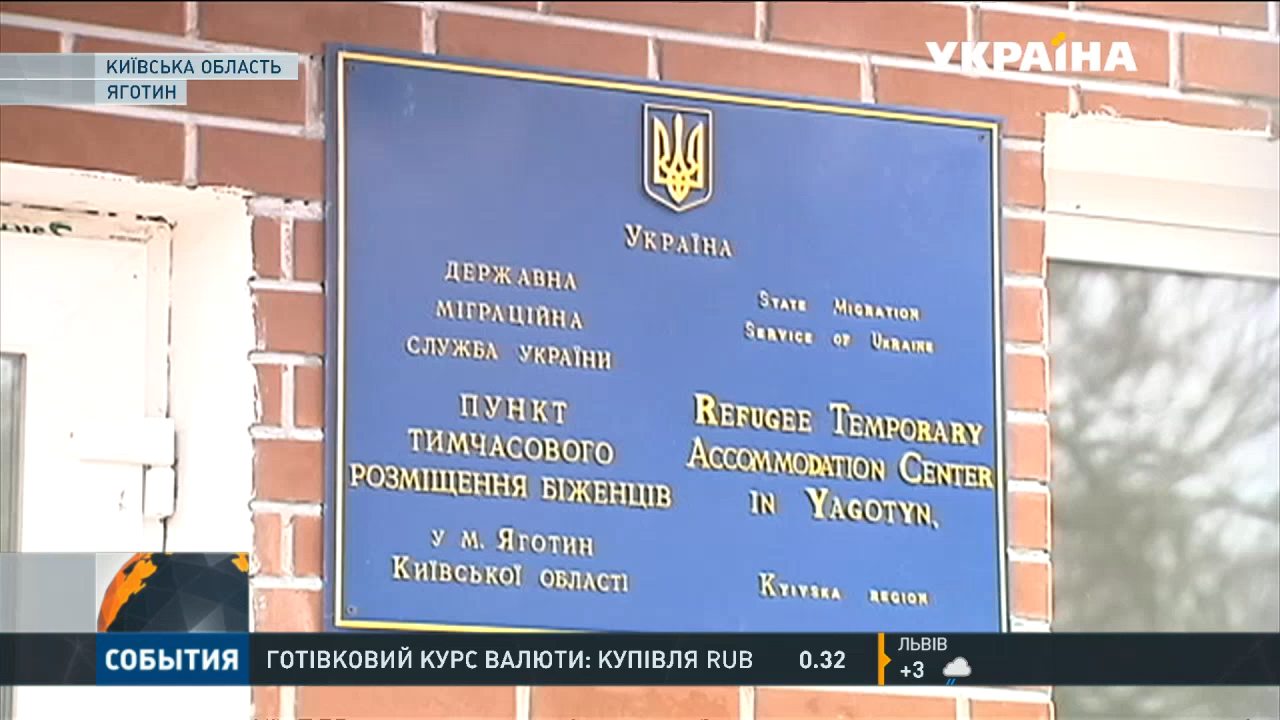 КИЇВСЬКА ОБЛАСТЬ
ЯГОТИН
УКРАЇНА
УКРАЇНА
ДЕРЖАВНА
МІГРАЦІЙНА
СЛУЖБА УКРАЇНИ
ПУНКТ
ТИМЧАСОВОГО
РОЗМІЩЕННЯ БІЖЕНЦІВ
У М. ЯГОТИН
КИЇВСЬКОЇ ОБЛАСТІ
STATE MIGRATION
SERVICE OF UKRAINE
REFUGEE TEMPORARY
ACCOMMODATION CENTER
IN YAGOTYN,
KYIVSKA REGION
СОБЫТИЯ
ГОТІВКОВИЙ КУРС ВАЛЮТИ: КУПІВЛЯ RUB 0.32
ЛЬВІВ
+3